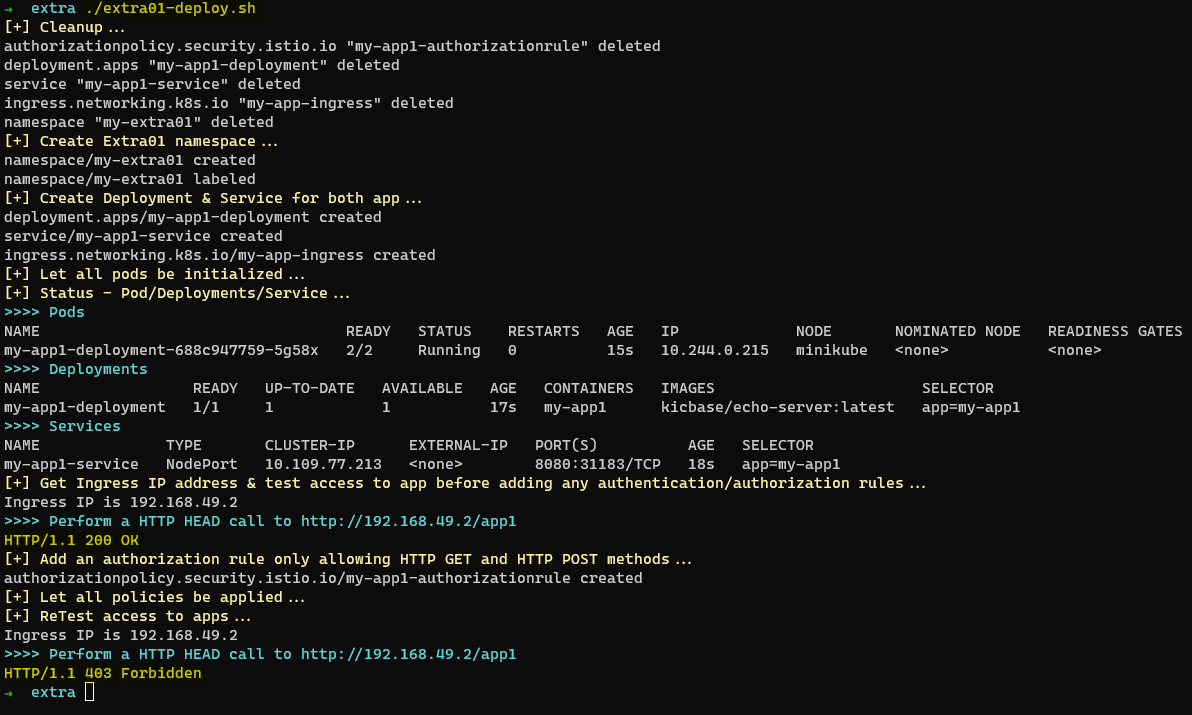 → extra ./extra01-deploy.sh
[+] Cleanup...
authorizationpolicy.security.istio.io "my-app1-authorizationrule" deleted
deployment.apps "my-app1-deployment" deleted
service "my-app1-service" deleted
ingress.networking.k8s.io "my-app-ingress" deleted
namespace "my-extra01" deleted
[+] Create Extra01 namespace...
namespace/my-extra01 created
namespace/my-extra01 labeled
[+] Create Deployment & Service for both app...
deployment.apps/my-app1-deployment created
service/my-app1-service created
ingress.networking.k8s.io/my-app-ingress created
[+] Let all pods be initialized...
[+] Status - Pod/Deployments/Service...
>>>> Pods
NAME READY STATUS RESTARTS AGE IP NODE NOMINATED NODE READINESS GATES
my-app1-deployment-688c947759-5g58x 2/2 Running 0 15s 10.244.0.215 minikube <none> <none>
>>>> Deployments
NAME READY UP-TO-DATE AVAILABLE AGE CONTAINERS IMAGES SELECTOR
my-app1-deployment 1/1 1 1 17s my-app1 kicbase/echo-server:latest app=my-app1
>>>> Services
NAME TYPE CLUSTER-IP EXTERNAL-IP PORT(S) AGE SELECTOR
my-app1-service NodePort 10.109.77.213 <none> 8080:31183/TCP 18s app=my-app1
[+] Get Ingress IP address & test access to app before adding any authentication/authorization rules...
Ingress IP is 192.168.49.2
>>>> Perform a HTTP HEAD call to http://192.168.49.2/app1
HTTP/1.1 200 OK
[+] Add an authorization rule only allowing HTTP GET and HTTP POST methods...
authorizationpolicy.security.istio.io/my-app1-authorizationrule created
[+] Let all policies be applied...
[+] ReTest access to apps...
Ingress IP is 192.168.49.2
>>>> Perform a HTTP HEAD call to http://192.168.49.2/app1
HTTP/1.1 403 Forbidden
→ extra